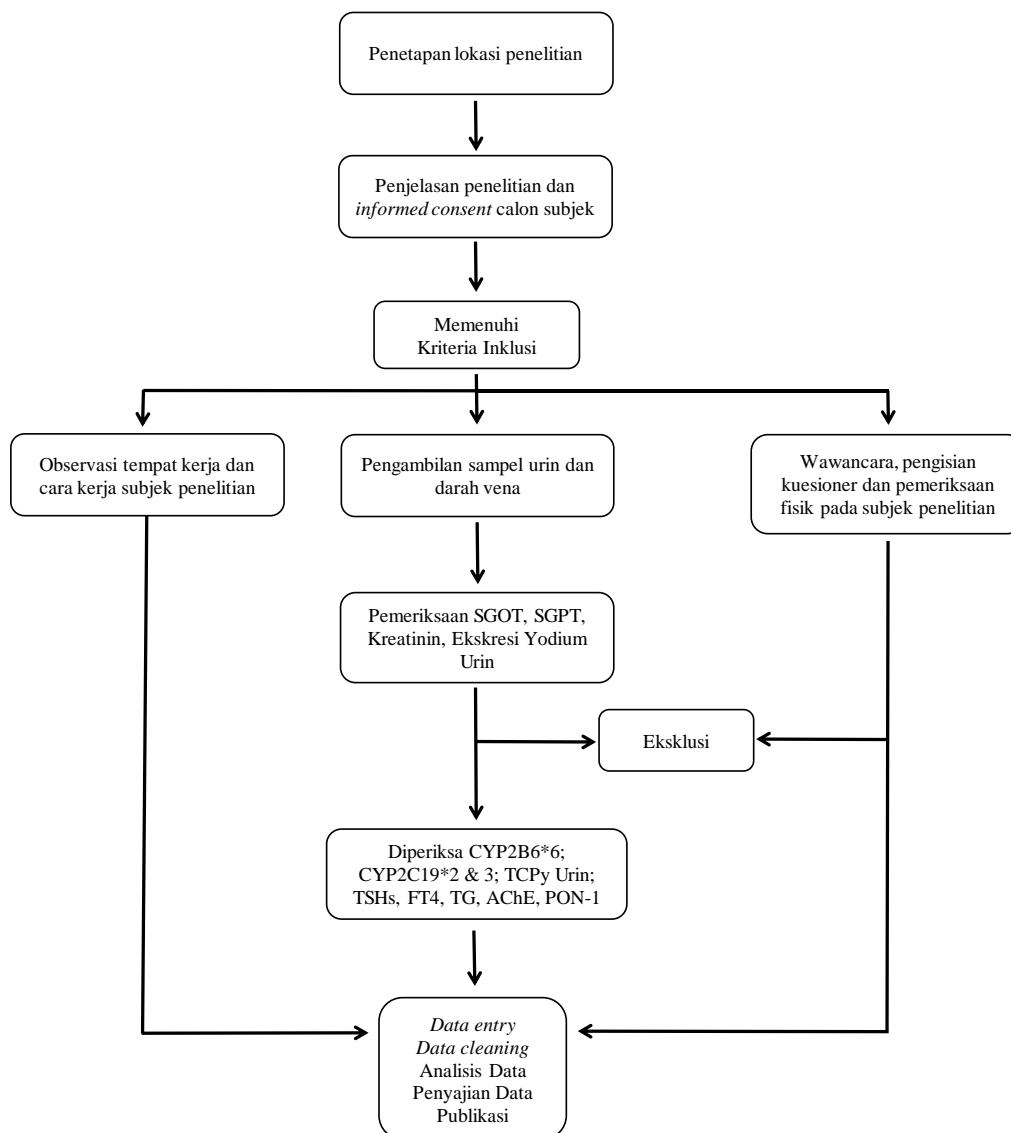 Penetapan lokasi penelitian
Penjelasan penelitian dan
informed consent calon subjek
Memenuhi
Kriteria Inklusi
Observasi tempat kerja dan
cara kerja subjek penelitian
Pengambilan sampel urin dan
darah vena
Wawancara, pengisian
kuesioner dan pemeriksaan
fisik pada subjek penelitian
Pemeriksaan SGOT, SGPT,
Kreatinin, Ekskresi Yodium
Urin
Eksklusi
Diperiksa CYP2B6*6;
CYP2C19*2 & 3; TCPy Urin;
TSHs, FT4, TG, AChE, PON-1
Data entry
Data cleaning
Analisis Data
Penyajian Data
Publikasi